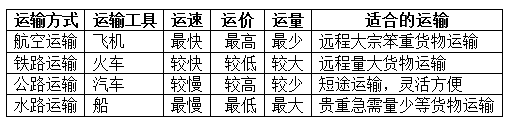 运输方式 运输工具 运速 运价 运量 适合的运输
航空运输 飞机 最快 最高 最少 远程大宗笨重货物运输
铁路运输 火车 较快 较低 较大 远程量大货物运输
公路运输 汽车 较慢 较高 较少 短途运输，灵活方便
水路运输 船 最慢 最低 最大 贵重急需量少等货物运输